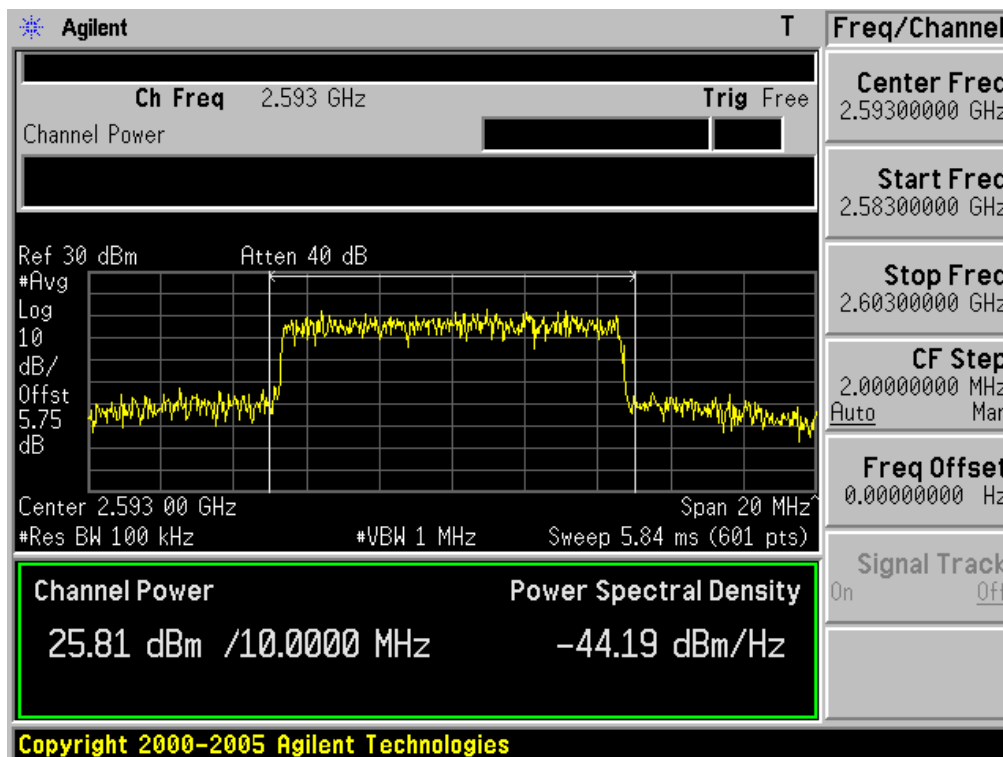 Agilent T Freq/Channel
Ch Freq 2.593 GHz Trig Free
Channel Power
Center Freq
2.59300000 GHz
Start Freq
2.58300000 GHz
Stop Freq
2.60300000 GHz
CF Step
2.00000000 MHz
Auto Man
Freq Offset
0.00000000 Hz
Signal Track
On Off
Ref 30 dBm Atten 40 dB
#Avg
Log
10
dB/
Offst
5.75
dB
Center 2.593 00 GHz Span 20 MHz^
#Res BW 100 kHz #VBW 1 MHz Sweep 5.84 ms (601 pts)
Channel Power Power Spectral Density
25.81 dBm /10.0000 MHz -44.19 dBm/Hz
Copyright 2000-2005 Agilent Technologies